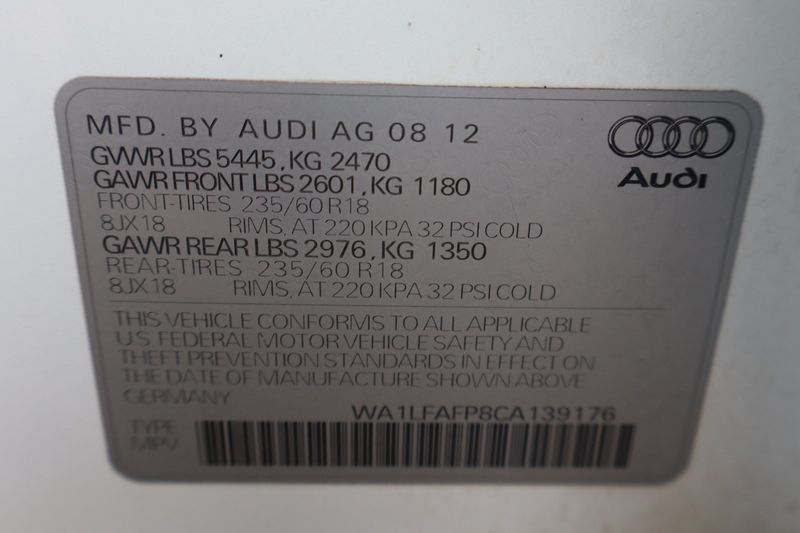 MFD. BY AUDI AG 08 12
GVWR LBS 5445, KG 2470
GAWR FRONT LBS 2601, KG 1180
FRONT-TIRES 235/60 R18
8JX18 RIMS, AT 220 KPA 32 PSI COLD
GAWR REAR LBS 2976, KG 1350
REAR-TIRES 235/60 R18
8JX18 RIMS, AT 220 KPA 32 PSI COLD
Audi
THIS VEHICLE CONFORMS TO ALL APPLICABLE
U.S. FEDERAL MOTOR VEHICLE SAFETY AND
THEFT PREVENTION STANDARDS IN EFFECT ON
THE DATE OF MANUFACTURE SHOWN ABOVE
GERMANY
WA1LFAFP8CA139176
TYPE
MPV